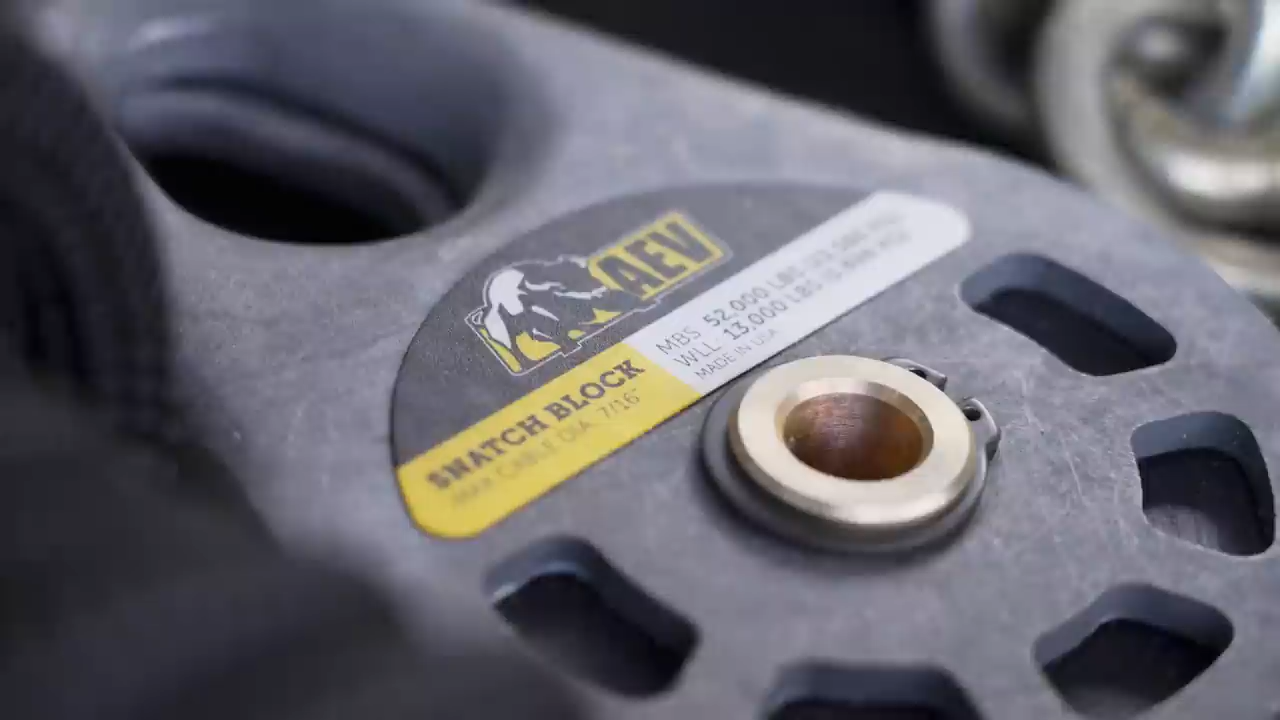 AEV
MBS 52,000 LBS
WLL 13,000 LBS
MADE IN USA
SNATCH BLOCK
MAX CABLE DIA. 7/16"